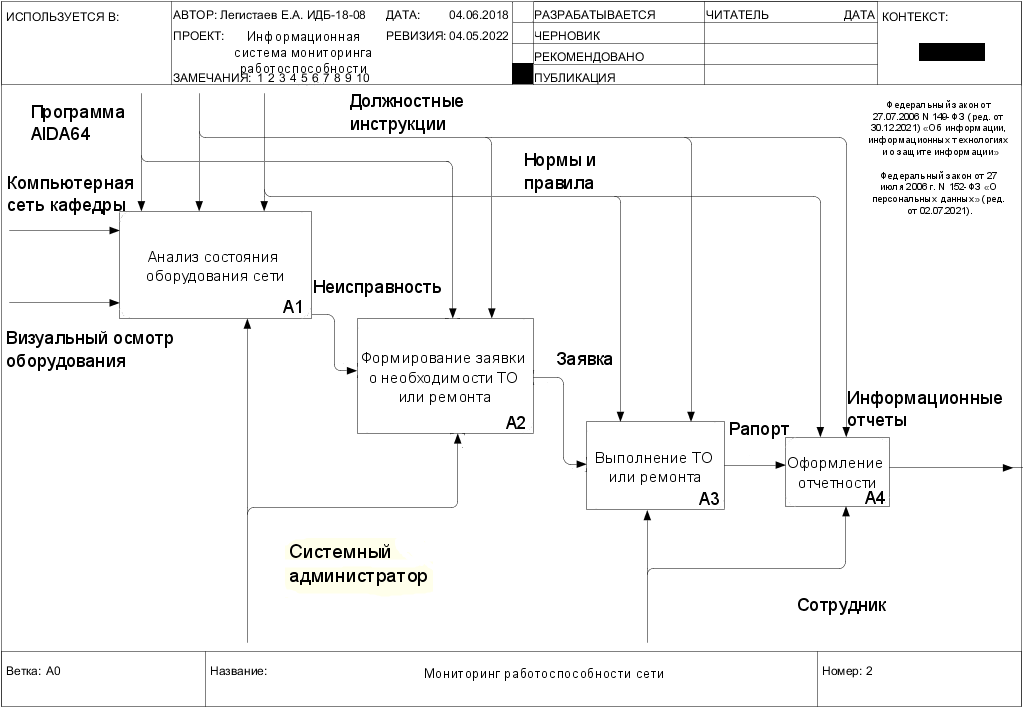 ИСПОЛЬЗУЕТСЯ В:
АВТОР: Легистаев Е.А. ИДБ-18-08
ДАТА: 04.06.2018
РАЗРАБАТЫВАЕТСЯ
ЧИТАТЕЛЬ
ДАТА
КОНТЕКСТ:
ПРОЕКТ: Информационная
система мониторинга
работоспособности
РЕВИЗИЯ: 04.05.2022
ЧЕРНОВИК
РЕКОМЕНДОВАНО
ЗАМЕЧАНИЯ: 1 2 3 4 5 6 7 8 9 10
ПУБЛИКАЦИЯ
Программа
AIDA64
Должностные
инструкции
Федеральный закон от
27.07.2006 N 149-ФЗ (ред. от
30.12.2021) «Об информации,
информационных технологиях
и о защите информации»
Нормы и
правила
Федеральный закон от 27
июля 2006 г. N 152-ФЗ «О
персональных данных» (ред.
от 02.07.2021).
Компьютерная
сеть кафедры
Анализ состояния
оборудования сети
А1
Неисправность
Визуальный осмотр
оборудования
Формирование заявки
о необходимости ТО
или ремонта
А2
Заявка
Информационные
отчеты
Рапорт
Выполнение ТО
или ремонта
А3
Оформление
отчетности
А4
Системный
администратор
Сотрудник
Ветка: А0
Название:
Мониторинг работоспособности сети
Номер: 2